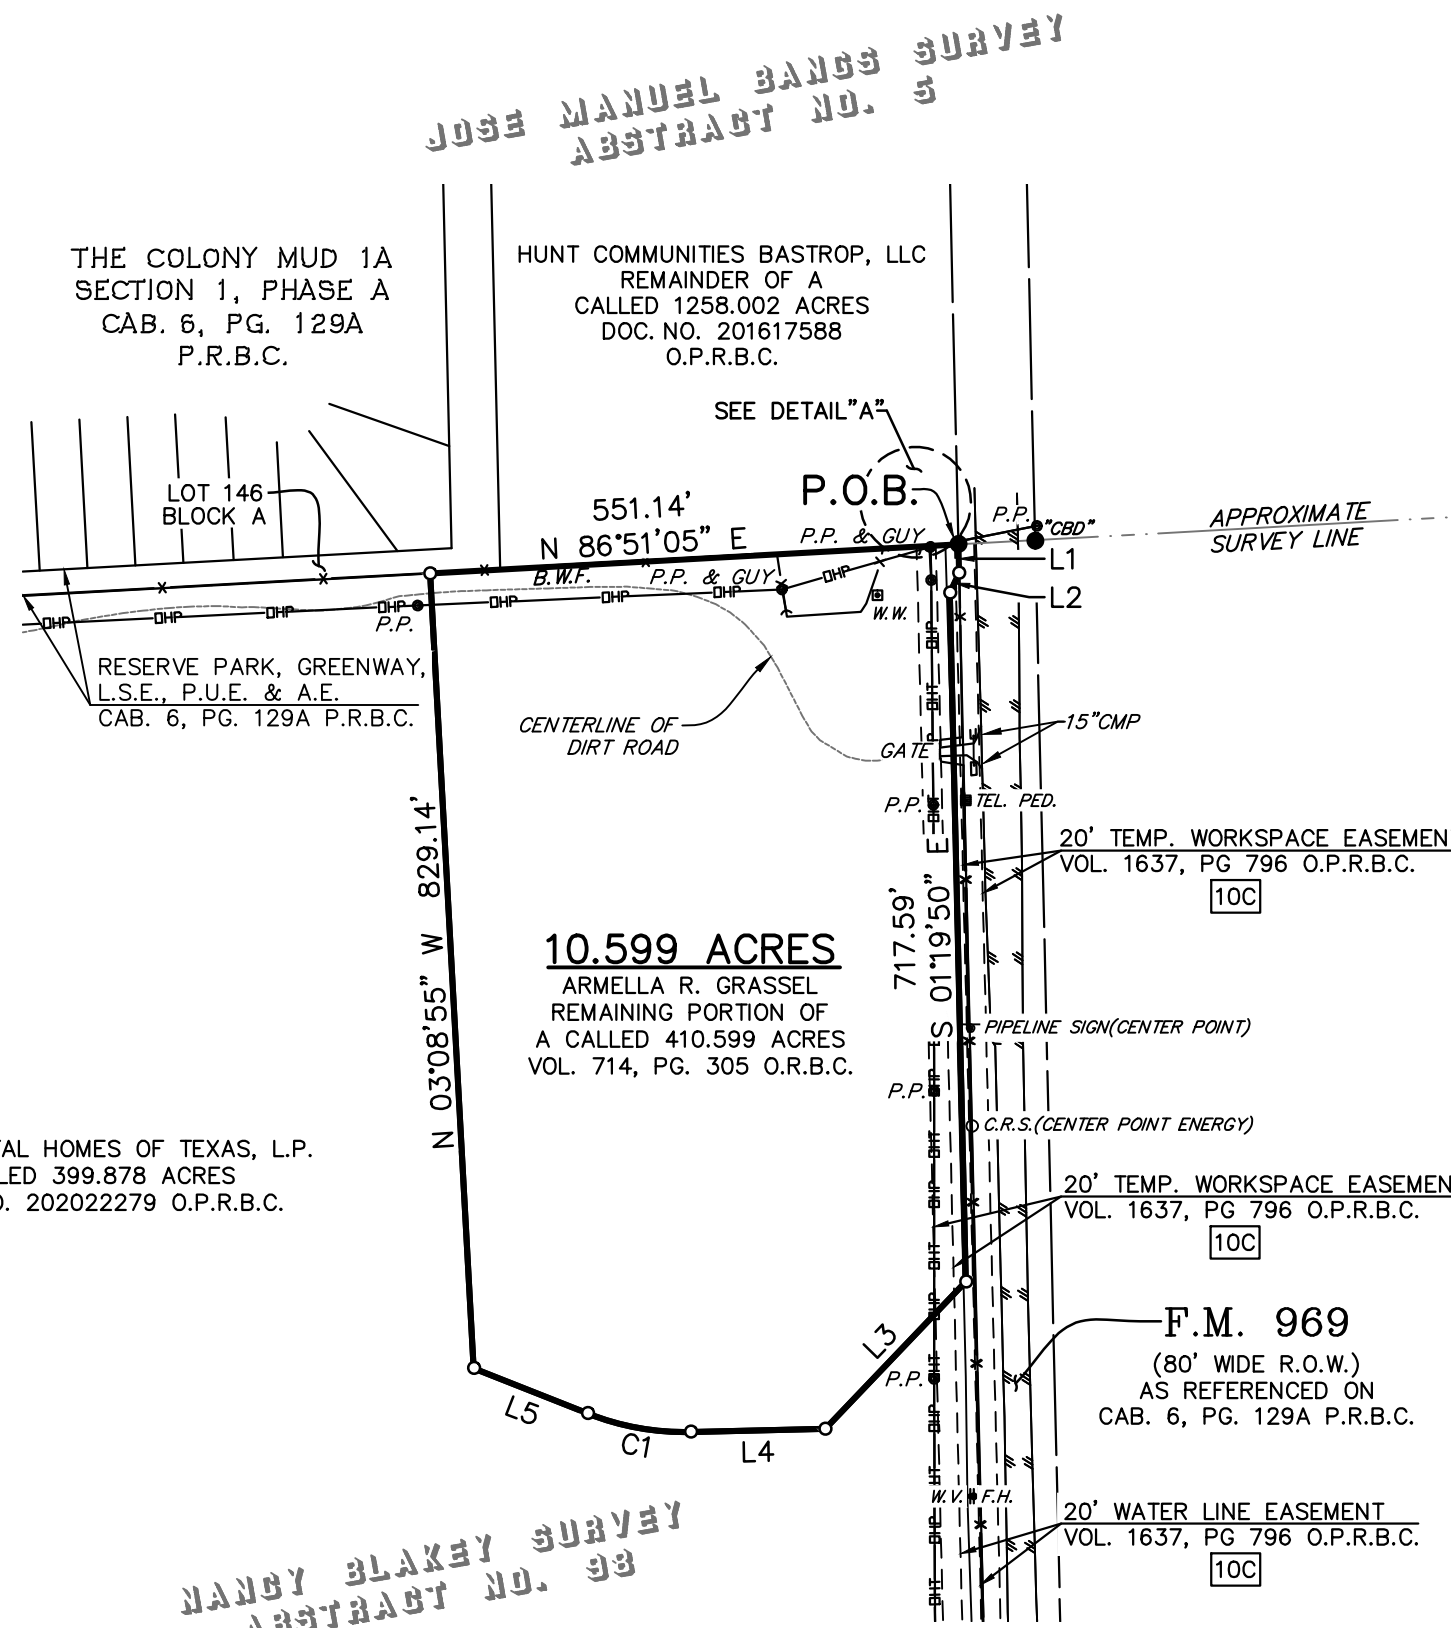 JOSE MANUEL BANGS SURVEY
ABSTRACT NO. 5
THE COLONY MUD 1A
SECTION 1, PHASE A
CAB. 6, PG. 129A
P.R.B.C.
HUNT COMMUNITIES BASTROP, LLC
REMAINDER OF A
CALLED 1258.002 ACRES
DOC. NO. 201617588
O.P.R.B.C.
SEE DETAIL"A"
LOT 146
BLOCK A
P.O.B.
551.14'
N 86°51'05" E
P.P. & GUY
P.P.
"CBD"
APPROXIMATE
SURVEY LINE
L1
L2
B.W.F.
P.P. & GUY
OHP
OHP
OHP
OHP
OHP
OHP
OHP
OHP
P.P.
W.W.
RESERVE PARK, GREENWAY,
L.S.E., P.U.E. & A.E.
CAB. 6, PG. 129A P.R.B.C.
CENTERLINE OF
DIRT ROAD
GATE
15"CMP
P.P.
TEL. PED.
20' TEMP. WORKSPACE EASEMEN
VOL. 1637, PG 796 O.P.R.B.C.
10C
N 03°08'55" W 829.14'
717.59'
S 01°19'50" E
10.599 ACRES
ARMELLA R. GRASSEL
REMAINING PORTION OF
A CALLED 410.599 ACRES
VOL. 714, PG. 305 O.R.B.C.
PIPELINE SIGN(CENTER POINT)
P.P.
C.R.S.(CENTER POINT ENERGY)
TAL HOMES OF TEXAS, L.P.
LED 399.878 ACRES
O. 202022279 O.P.R.B.C.
20' TEMP. WORKSPACE EASEMEN
VOL. 1637, PG 796 O.P.R.B.C.
10C
F.M. 969
(80' WIDE R.O.W.)
AS REFERENCED ON
CAB. 6, PG. 129A P.R.B.C.
L3
P.P.
L5
C1
L4
W.V.
F.H.
20' WATER LINE EASEMENT
VOL. 1637, PG 796 O.P.R.B.C.
10C
NANCY BLAKEY SURVEY
ABSTRACT NO. 98